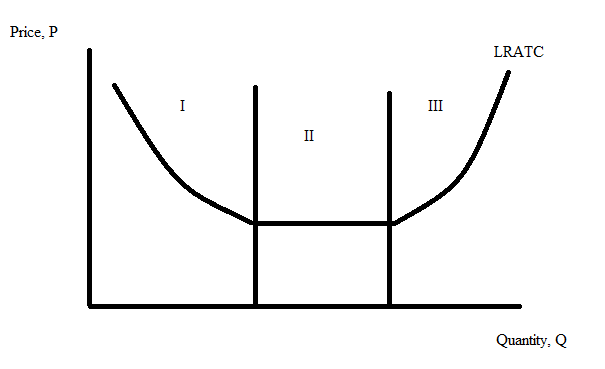 Price, P
LRATC
I
II
III
Quantity, Q